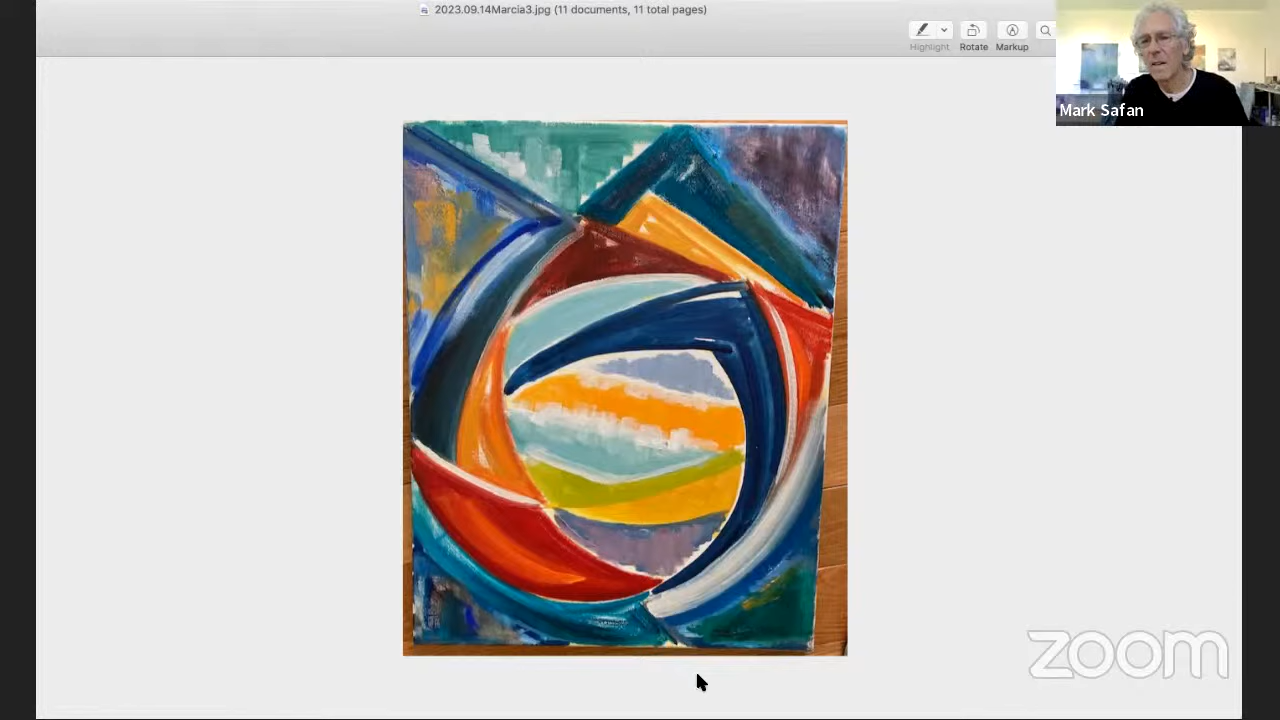 2023.09.14Marcia3.jpg (11 documents, 11 total pages)
Highlight
Rotate
Markup
Mark Safan
zoom